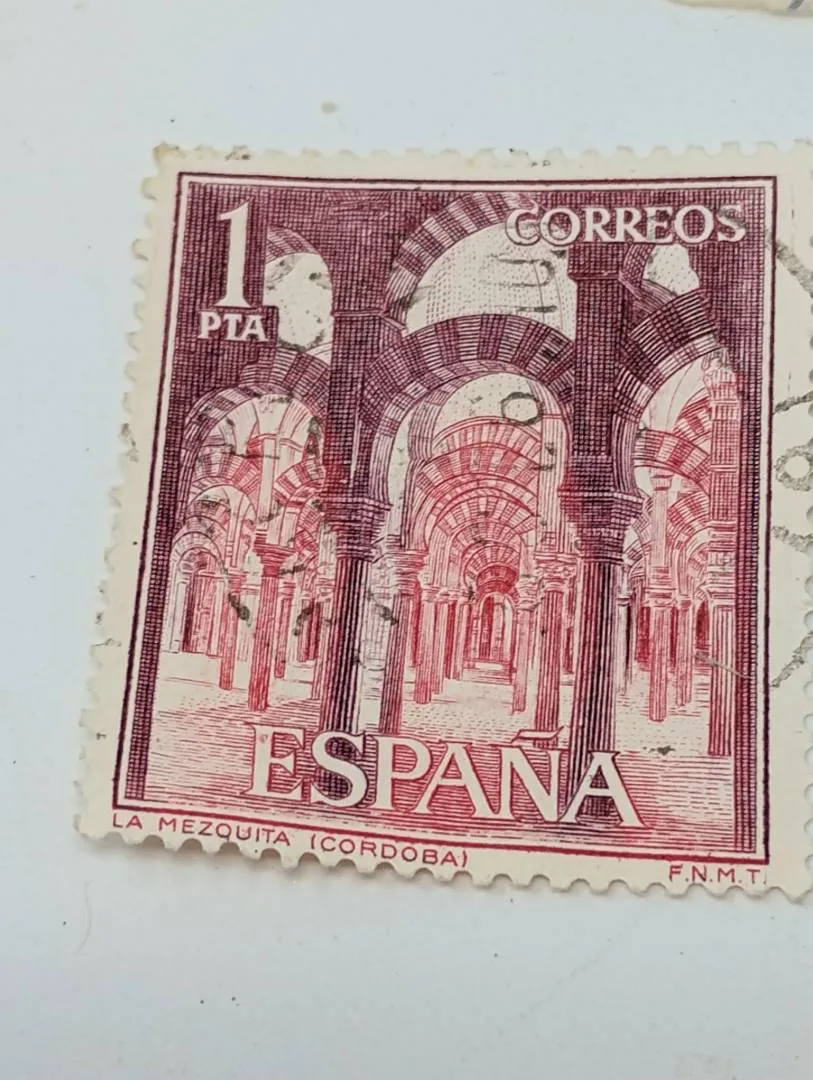 1 CORREOS
PTA
ESPAÑA
LA MEZQUITA (CORDOBA)
F.N.M.T.